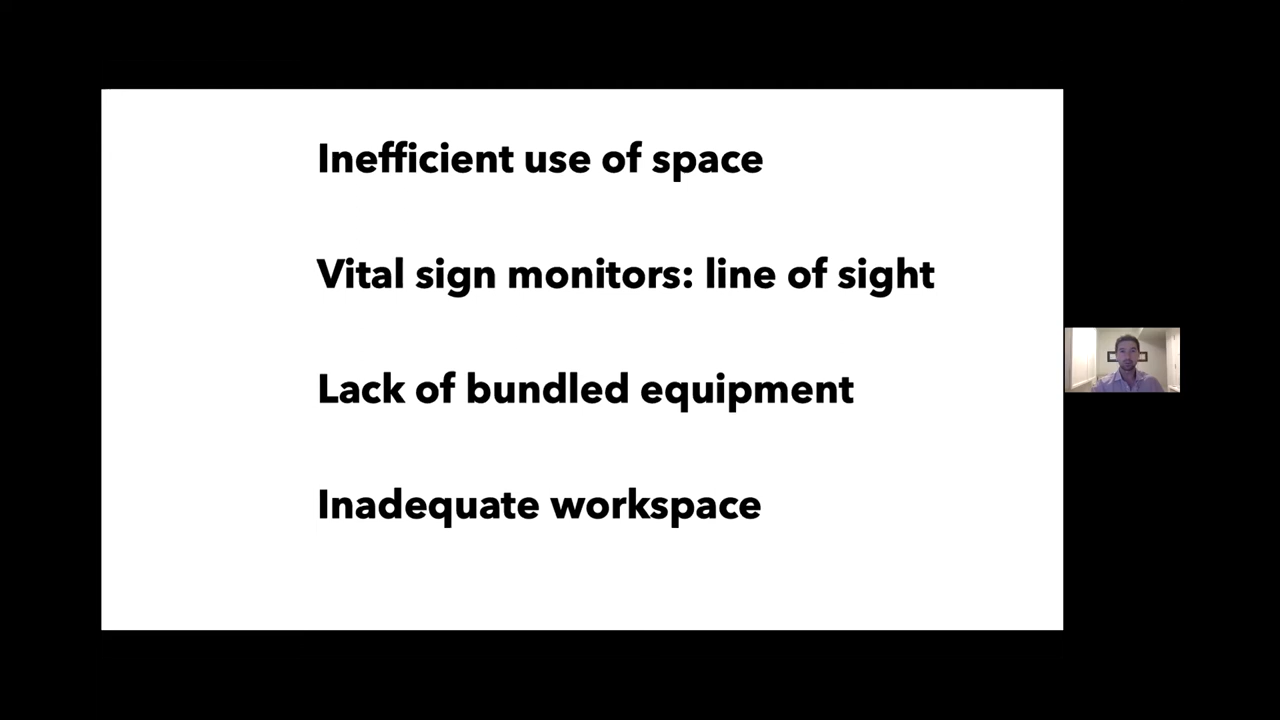 Inefficient use of space
Vital sign monitors: line of sight
Lack of bundled equipment
Inadequate workspace